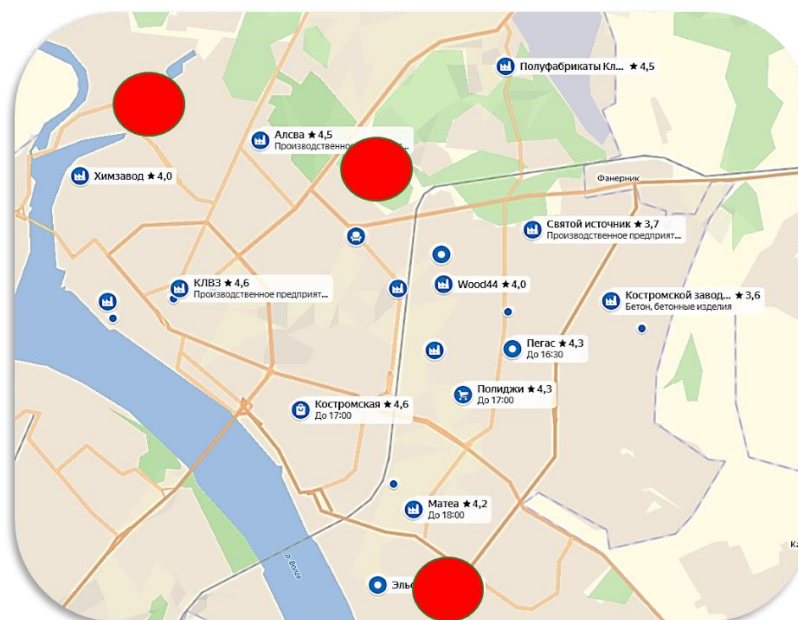 Полуфабрикаты Кл... ★ 4,5
Алсва ★ 4,5
Производственное
Химзавод ★ 4,0
Фанерник
Святой источник ★ 3,7
Производственное предприят...
КЛВЗ ★ 4,6
Производственное предприят...
Wood44 ★ 4,0
Костромской завод... ★ 3,6
Бетон, бетонные изделия
Пегас ★ 4,3
До 16:30
Полиджи ★ 4,3
До 17:00
Костромская ★ 4,6
До 17:00
Матеа ★ 4,2
До 18:00
р. Волга